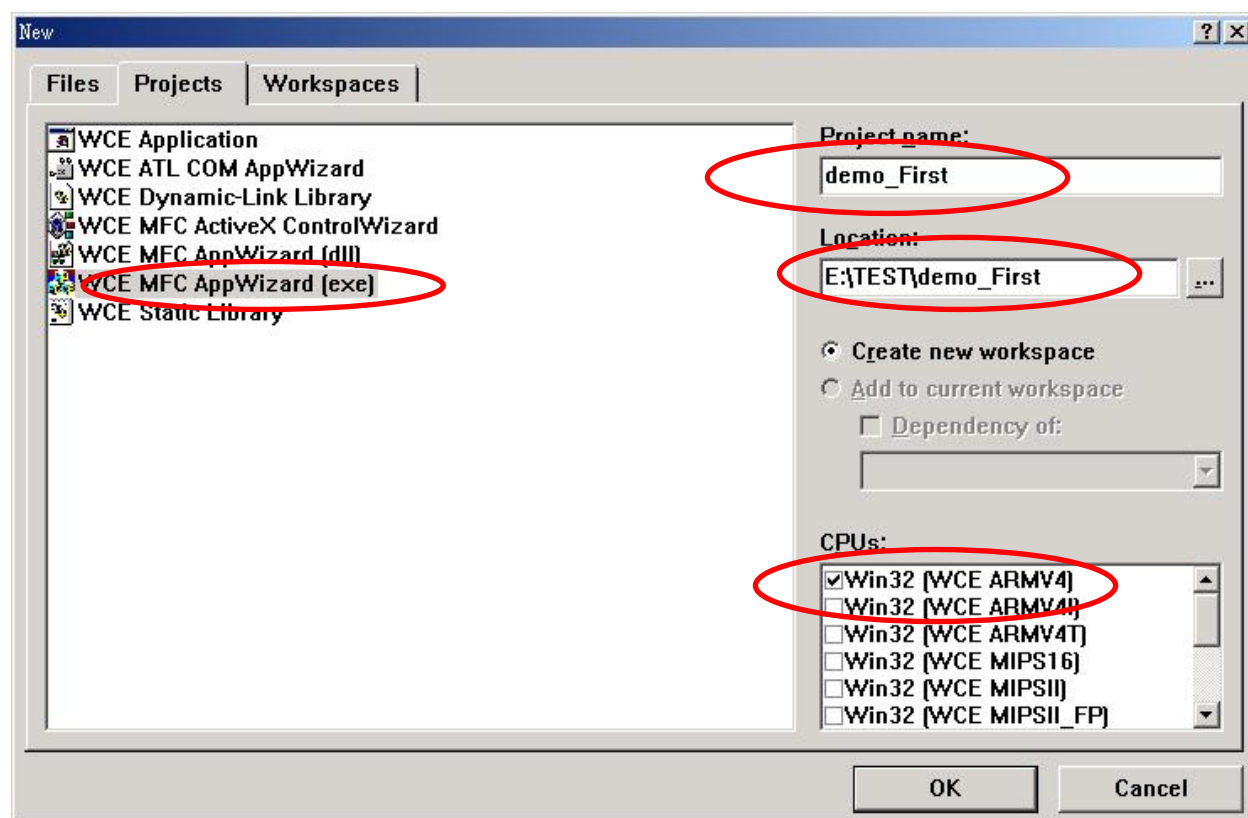 New
Files
Projects
Workspaces
WCE Application
WCE ATL COM AppWizard
WCE Dynamic-Link Library
WCE MFC ActiveX ControlWizard
WCE MFC AppWizard (dll)
WCE MFC AppWizard (exe)
WCE Static Library
Project name:
demo_First
Location:
E:\TEST\demo_First
...
Create new workspace
Add to current workspace
Dependency of:
CPUs:
Win32 (WCE ARMV4)
Win32 (WCE ARMV4I)
Win32 (WCE ARMV4T)
Win32 (WCE MIPS16)
Win32 (WCE MIPSII)
Win32 (WCE MIPSII_FP)
OK
Cancel